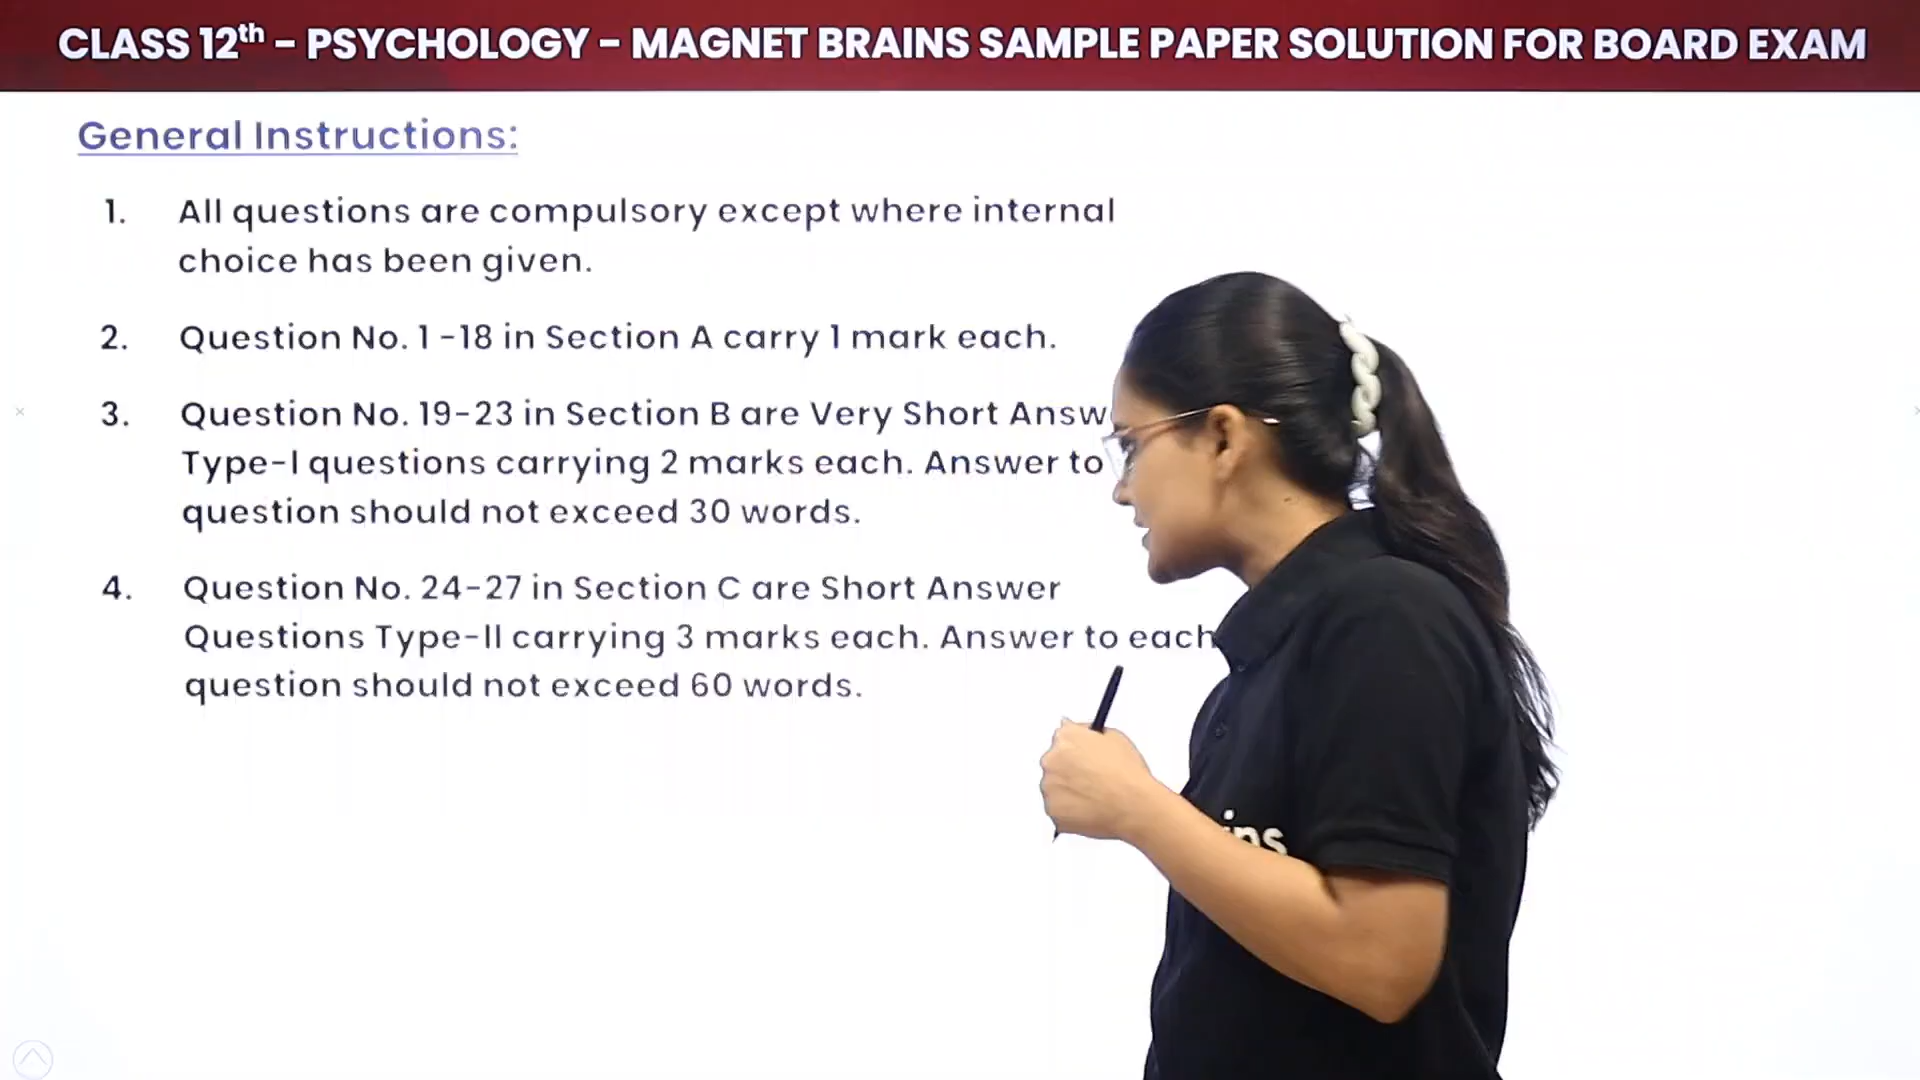 CLASS 12th – PSYCHOLOGY – MAGNET BRAINS SAMPLE PAPER SOLUTION FOR BOARD EXAM
General Instructions:
1. All questions are compulsory except where internal
choice has been given.
2. Question No. 1 -18 in Section A carry 1 mark each.
3. Question No. 19-23 in Section B are Very Short
Type-I questions carrying 2 marks each. Answer to
question should not exceed 30 words.
4. Question No. 24-27 in Section C are Short Answer
Questions Type-II carrying 3 marks each. Answer to each
question should not exceed 60 words.